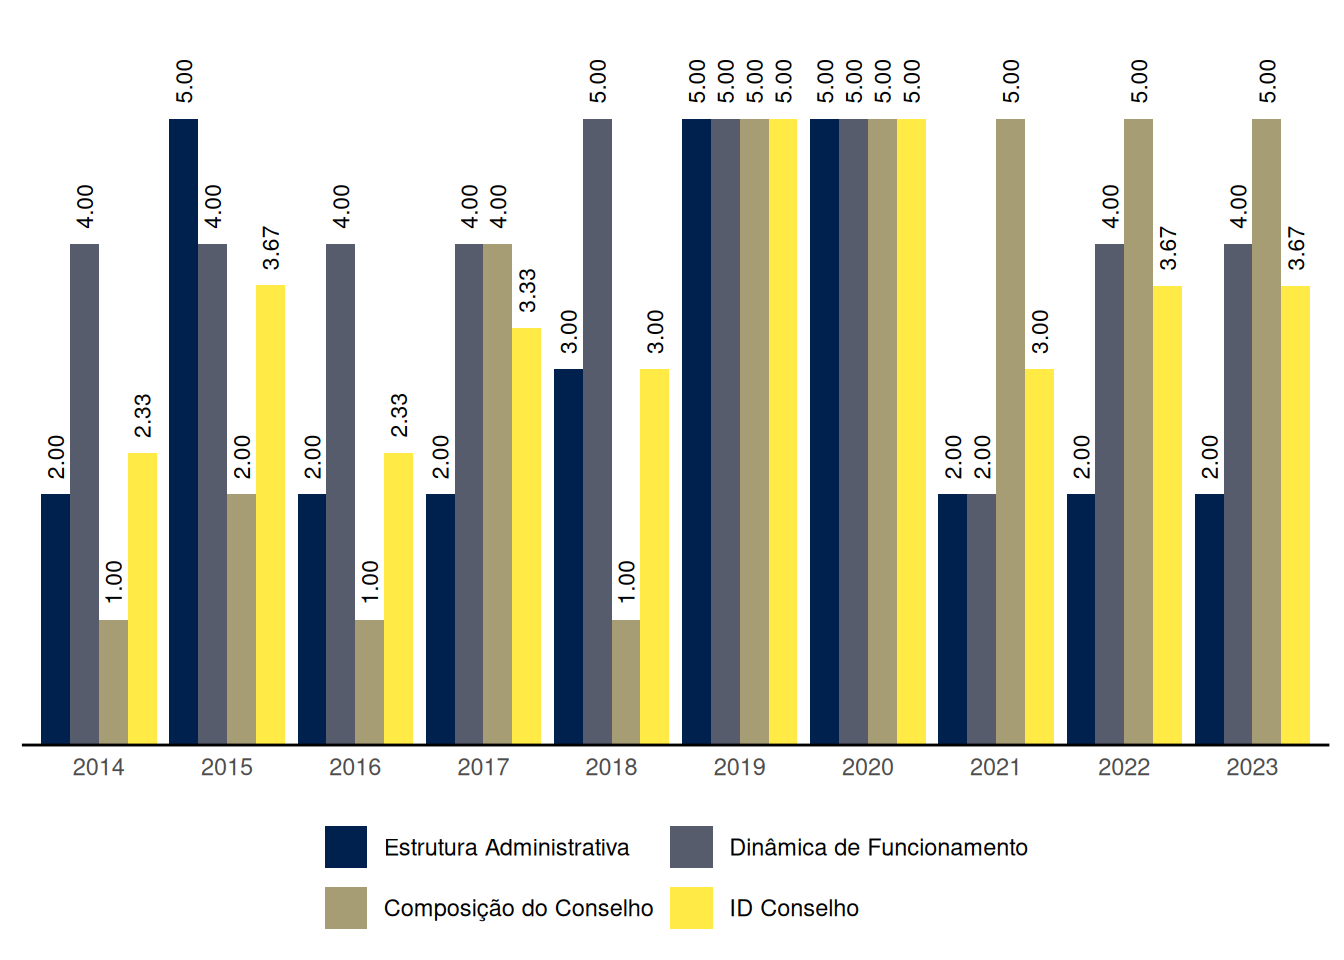 2.00 4.00 1.00 2.33
5.00 4.00 2.00 3.67
2.00 4.00 1.00 2.33
2.00 4.00 4.00 3.33
3.00 5.00 1.00 3.00
5.00 5.00 5.00 5.00
5.00 5.00 5.00 5.00
2.00 2.00 5.00 3.00
2.00 4.00 5.00 3.67
2.00 4.00 5.00 3.67
2014 2015 2016 2017 2018 2019 2020 2021 2022 2023
Estrutura Administrativa Dinâmica de Funcionamento
Composição do Conselho ID Conselho